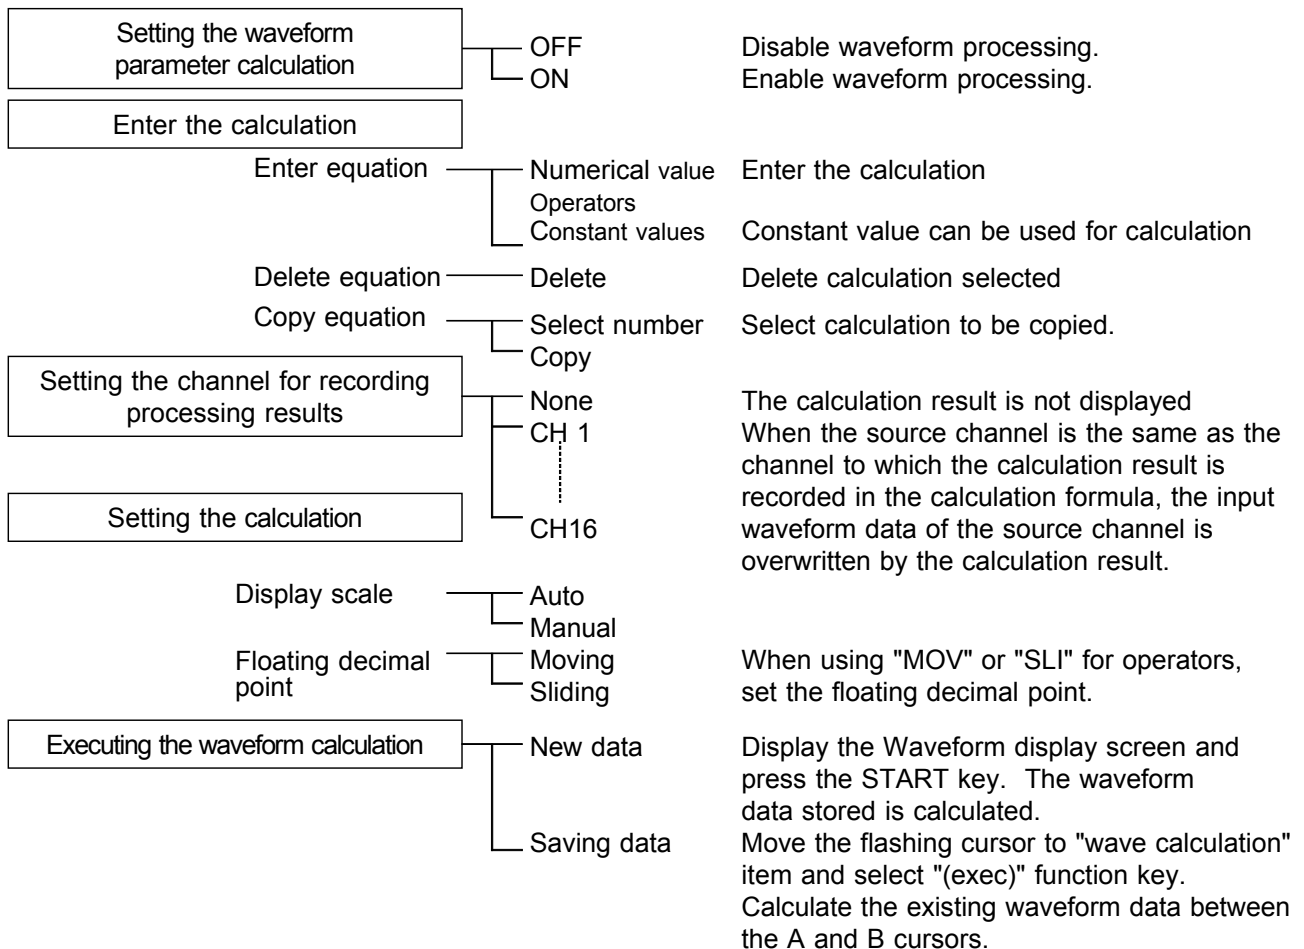 Setting the waveform
parameter calculation
OFF Disable waveform processing.
ON Enable waveform processing.
Enter the calculation
Enter equation Numerical value Enter the calculation
Operators
Constant values Constant value can be used for calculation
Delete equation Delete Delete calculation selected
Copy equation Select number Select calculation to be copied.
Copy
Setting the channel for recording
processing results
None The calculation result is not displayed
CH 1 When the source channel is the same as the
channel to which the calculation result is
recorded in the calculation formula, the input
Setting the calculation
CH16 waveform data of the source channel is
overwritten by the calculation result.
Display scale Auto
Manual
Floating decimal Moving When using "MOV" or "SLI" for operators,
point Sliding set the floating decimal point.
Executing the waveform calculation New data Display the Waveform display screen and
press the START key. The waveform
data stored is calculated.
Saving data Move the flashing cursor to "wave calculation"
item and select "(exec)" function key.
Calculate the existing waveform data between
the A and B cursors.